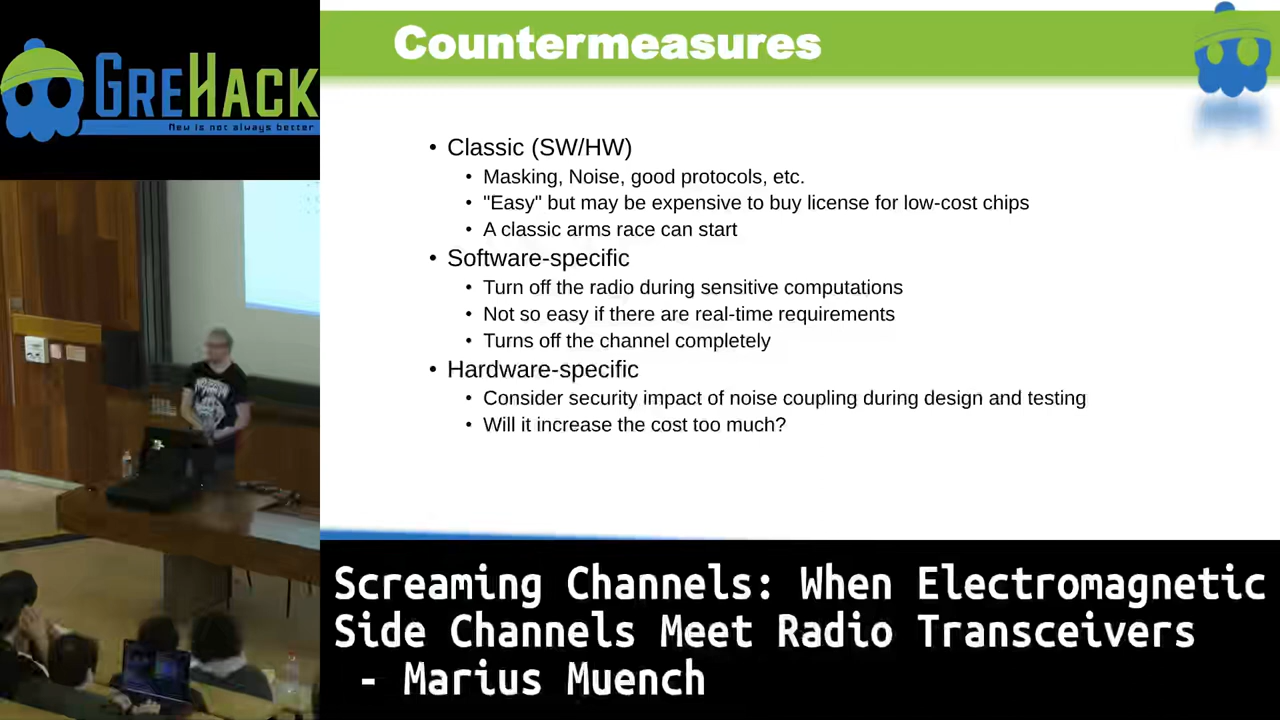 GREHACK
New is not always better
Countermeasures
• Classic (SW/HW)
• Masking, Noise, good protocols, etc.
• "Easy" but may be expensive to buy license for low-cost chips
• A classic arms race can start
• Software-specific
• Turn off the radio during sensitive computations
• Not so easy if there are real-time requirements
• Turns off the channel completely
• Hardware-specific
• Consider security impact of noise coupling during design and testing
• Will it increase the cost too much?
Screaming Channels: When Electromagnetic
Side Channels Meet Radio Transceivers
- Marius Muench